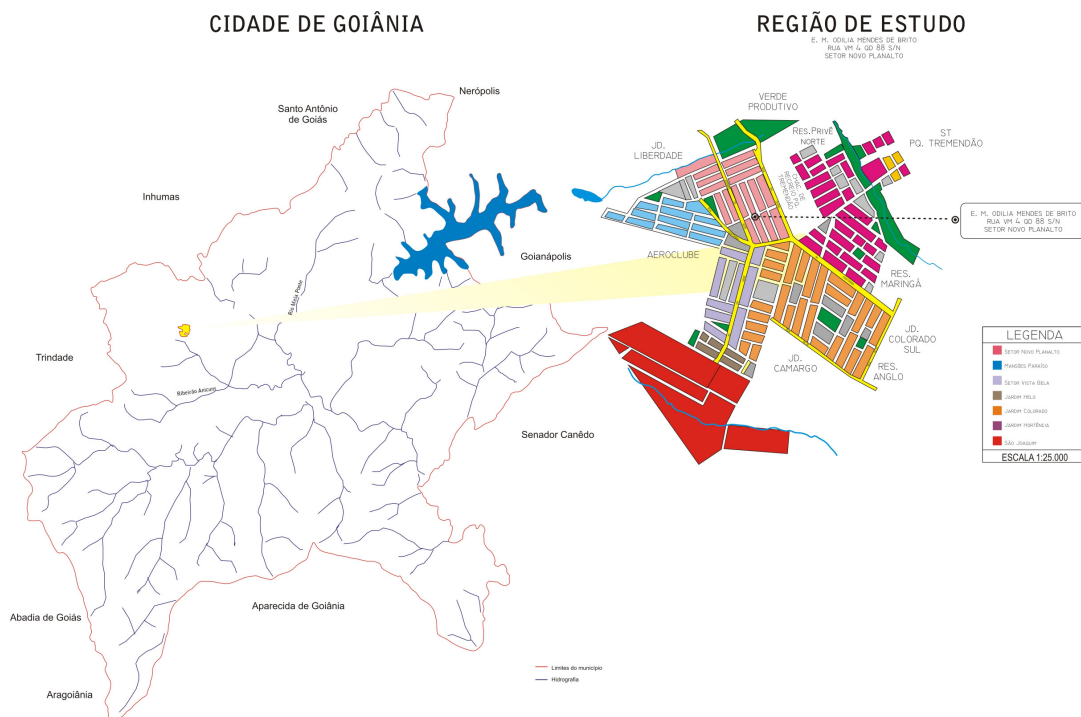 CIDADE DE GOIÂNIA
Nerópolis
Santo Antônio
de Goiás
Inhumas
Goianápolis
Rio Meia Ponte
Trindade
Ribeirão Anicuns
Senador Canêdo
Aparecida de Goiânia
Abadia de Goiás
Aragoiânia
Limites do município
Hidrografia
REGIÃO DE ESTUDO
E. M. ODILIA MENDES DE BRITO
RUA VM 4 QD 88 S/N
SETOR NOVO PLANALTO
VERDE
PRODUTIVO
JD.
LIBERDADE
RES.PRIVÊ
NORTE
ST
PQ. TREMENDÃO
CHÁC. DE
RECREIO PQ.
TREMENDÃO
E. M. ODILIA MENDES DE BRITO
RUA VM 4 QD 88 S/N
SETOR NOVO PLANALTO
AEROCLUBE
RES.
MARINGÁ
JD.
COLORADO
SUL
JD.
CAMARGO
RES.
ANGLO
LEGENDA
SETOR NOVO PLANALTO
MANSÕES PARAÍSO
SETOR VISTA BELA
JARDIM HELO
JARDIM COLORADO
JARDIM HORTÊNCIA
SÃO JOAQUIM
ESCALA 1:25.000